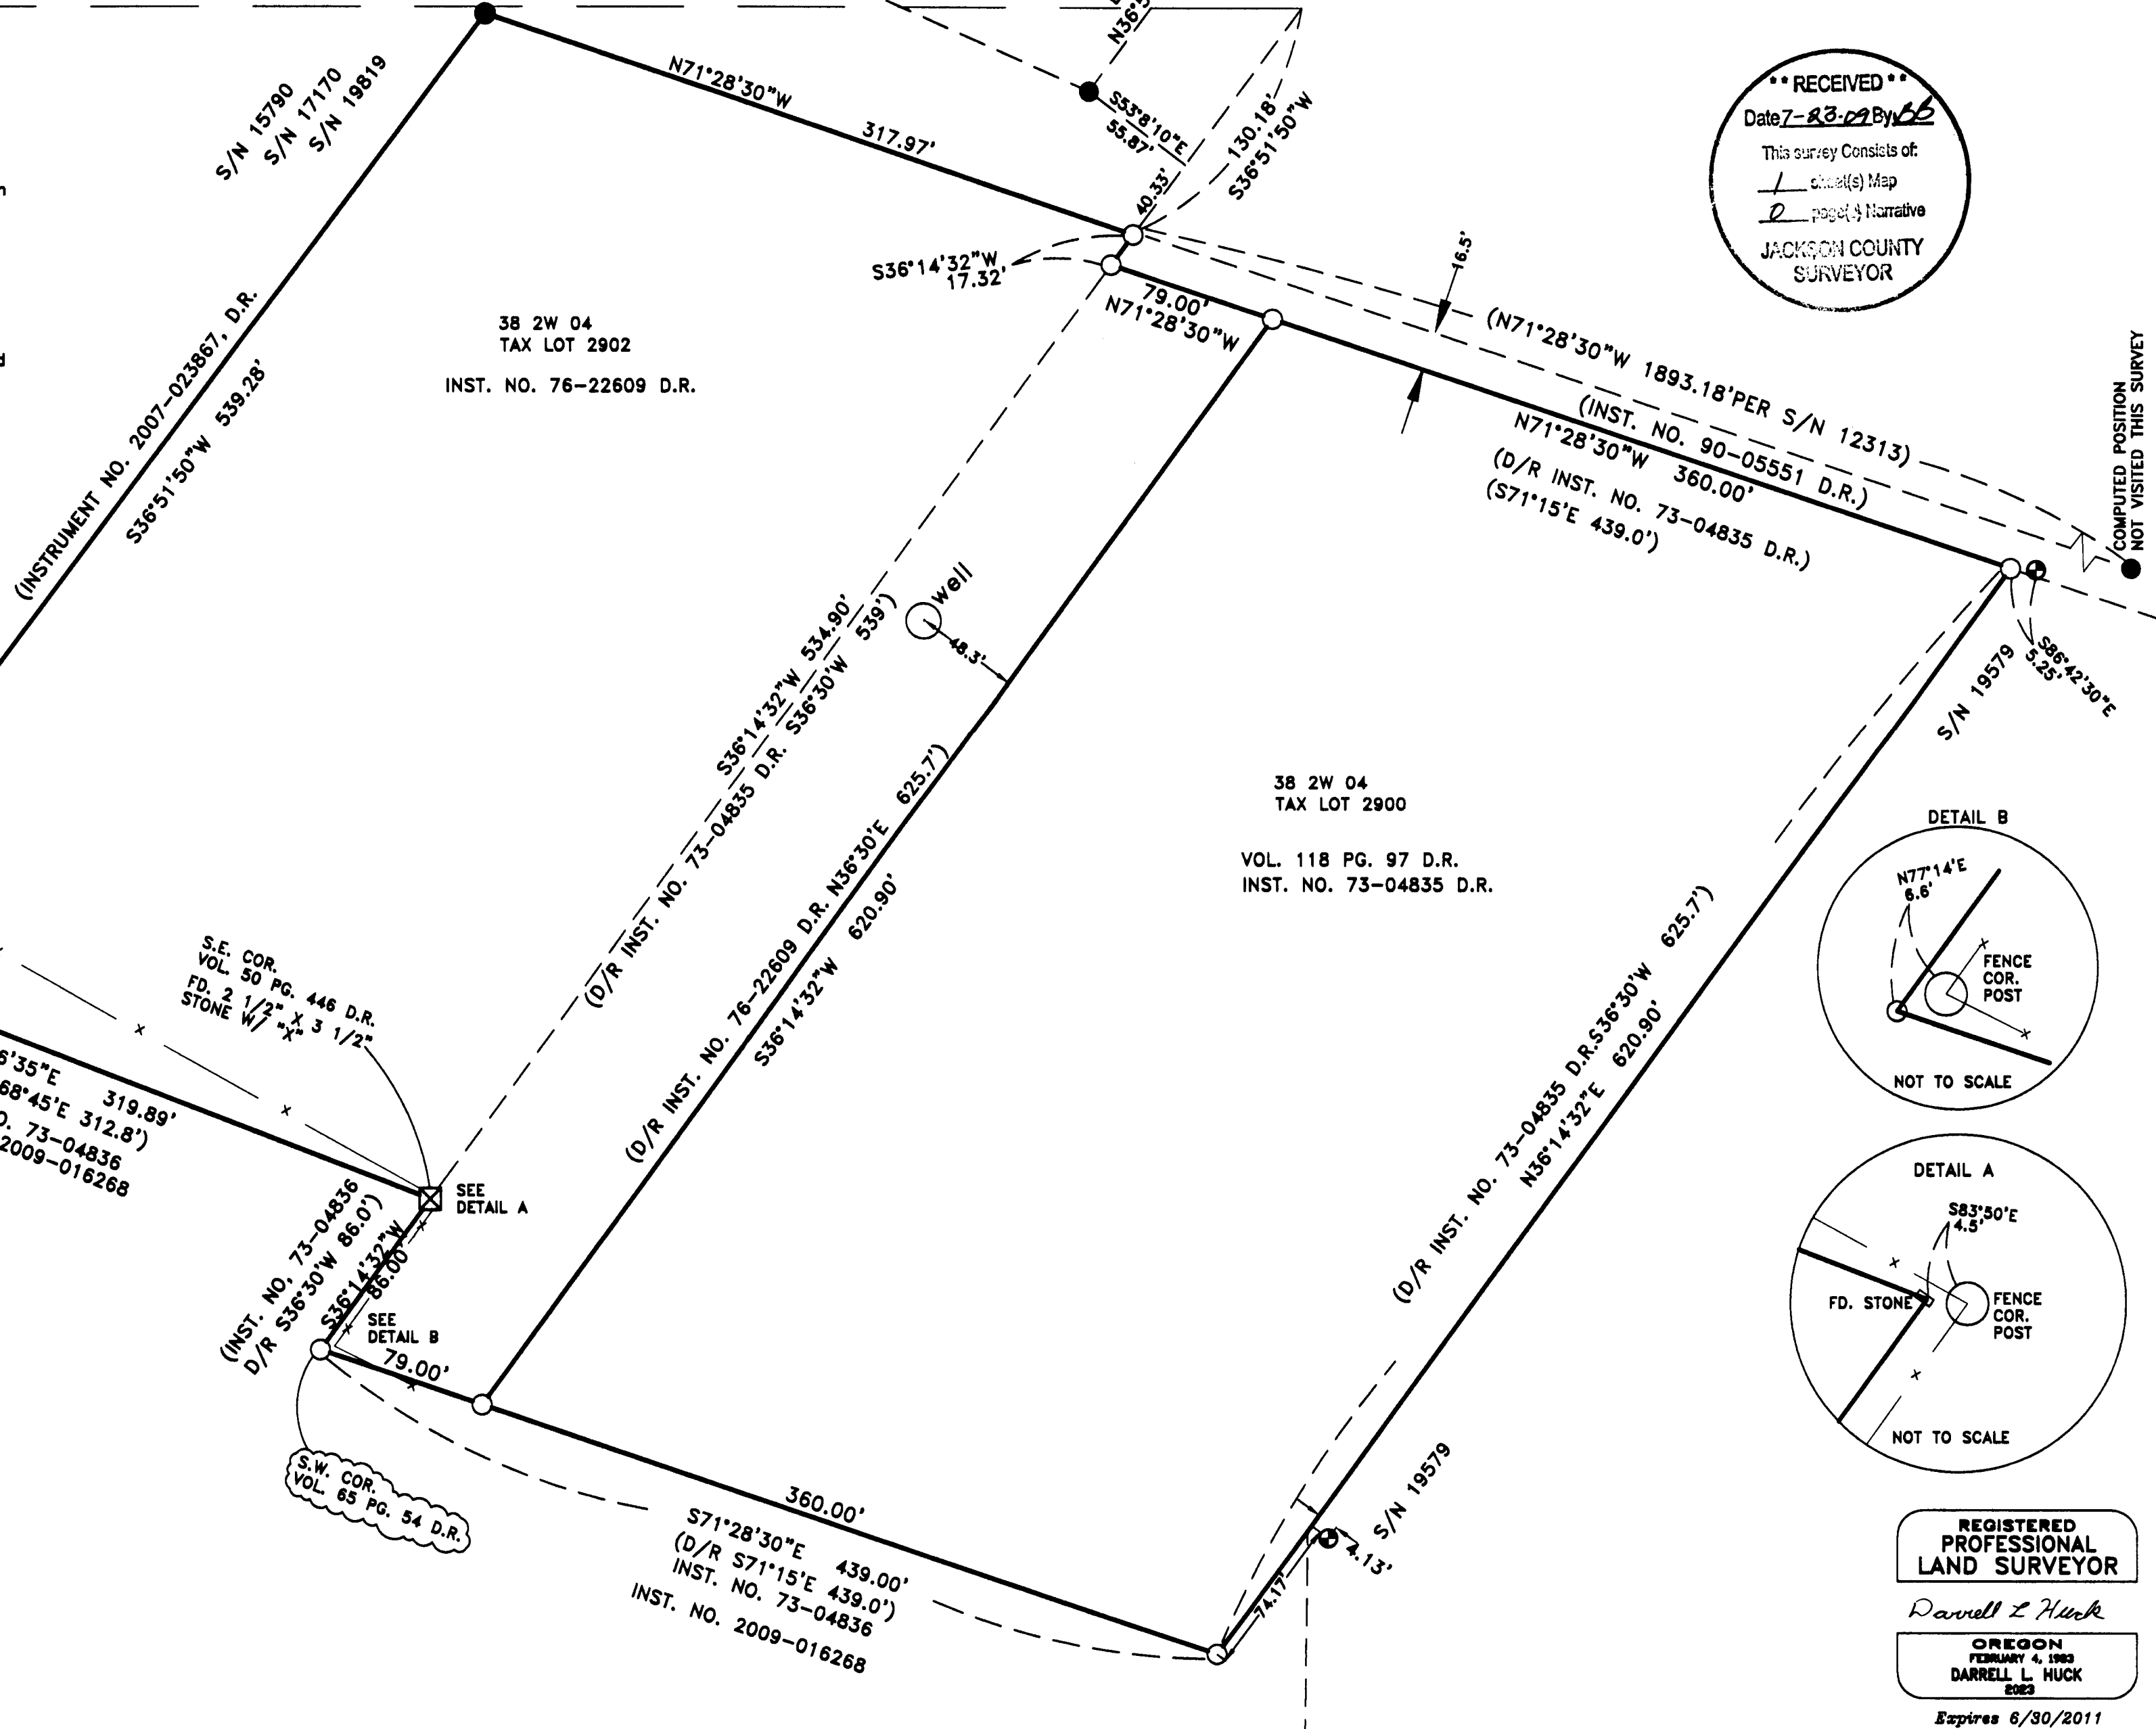 S/N 15790
S/N 17170
S/N 19819
N71°28'30"W
317.97'
S53°8'10"E
55.87'
40.33'
130.18'
S36°51'50"W
** RECEIVED **
Date 7-23-09 By BB
This survey Consists of:
1 sheet(s) Map
0 page(s) Narrative
JACKSON COUNTY
SURVEYOR
S36°14'32"W
17.32'
79.00'
N71°28'30"W
16.5'
(N71°28'30"W 1893.18'PER S/N 12313)
(INST. NO. 90-05551 D.R.)
N71°28'30"W 360.00'
(D/R INST. NO. 73-04835 D.R.)
(S71°15'E 439.0')
COMPUTED POSITION
NOT VISITED THIS SURVEY
38 2W 04
TAX LOT 2902
INST. NO. 76-22609 D.R.
(INSTRUMENT NO. 2007-023867, D.R.
S36°51'50"W 539.28'
well
48.3'
S36°14'32"W 534.90'
(D/R INST. NO. 73-04835 D.R. S36°30'W 539')
S86°42'30"E
5.25'
S/N 19579
(D/R INST. NO. 76-22609 D.R. N36°30'E 625.7')
S36°14'32"W 620.90'
38 2W 04
TAX LOT 2900
VOL. 118 PG. 97 D.R.
INST. NO. 73-04835 D.R.
(D/R INST. NO. 73-04835 D.R.S36°30'W 625.7')
N36°14'32"E 620.90'
DETAIL B
N77°14'E
6.6'
FENCE
COR.
POST
NOT TO SCALE
DETAIL A
S83°50'E
4.5'
FD. STONE
FENCE
COR.
POST
NOT TO SCALE
S.E. COR.
VOL. 50 PG. 446 D.R.
FD. 2 1/2" X 3 1/2"
STONE W/ "X"
6'35"E 319.89'
68°45'E 312.8')
O. 73-04836
2009-016268
SEE
DETAIL A
(INST. NO, 73-04836
D/R S36°30'W 86.0')
S36°14'32"W
86.00'
SEE
DETAIL B
79.00'
S.W. COR.
VOL. 65 PG. 54 D.R.
360.00'
S71°28'30"E 439.00'
(D/R S71°15'E 439.0')
INST. NO. 73-04836
INST. NO. 2009-016268
S/N 19579
4.13'
74.17'
REGISTERED
PROFESSIONAL
LAND SURVEYOR
Darrell L Huck
OREGON
FEBRUARY 4, 1983
DARRELL L. HUCK
2023
Expires 6/30/2011